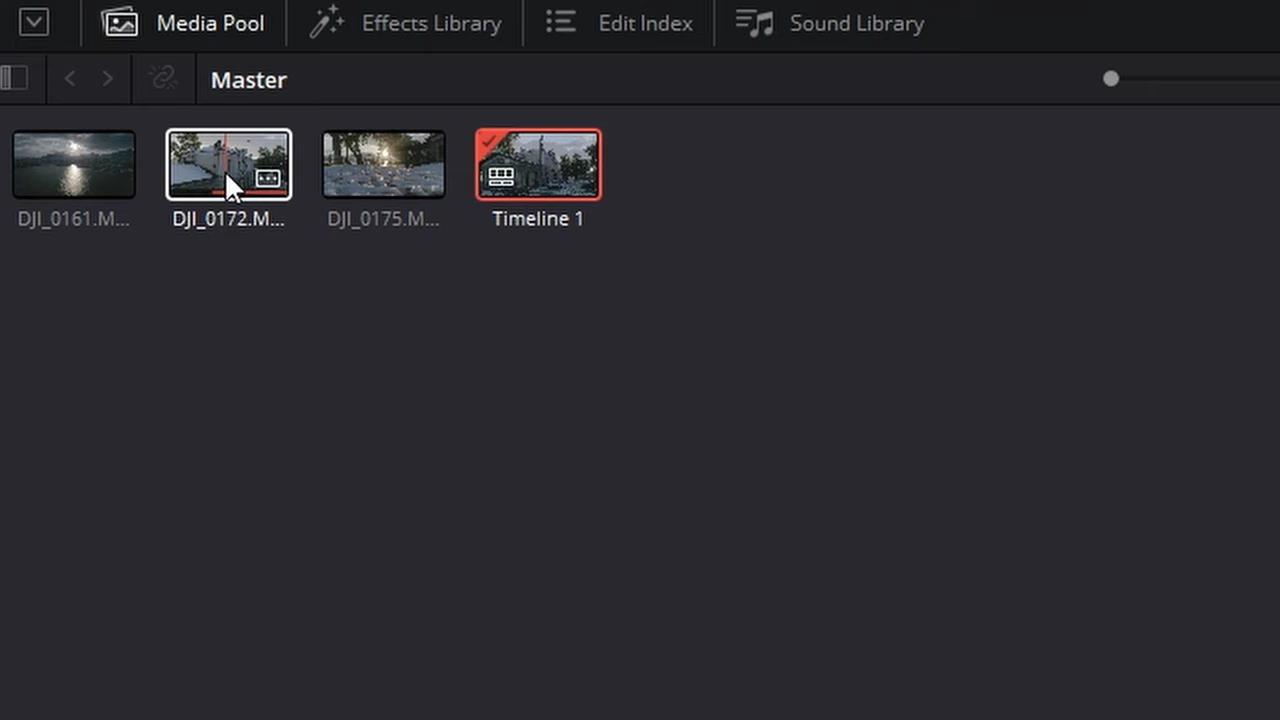 Media Pool
Effects Library
Edit Index
Sound Library
Master
DJI_0161.M...
DJI_0172.M...
DJI_0175.M...
Timeline 1